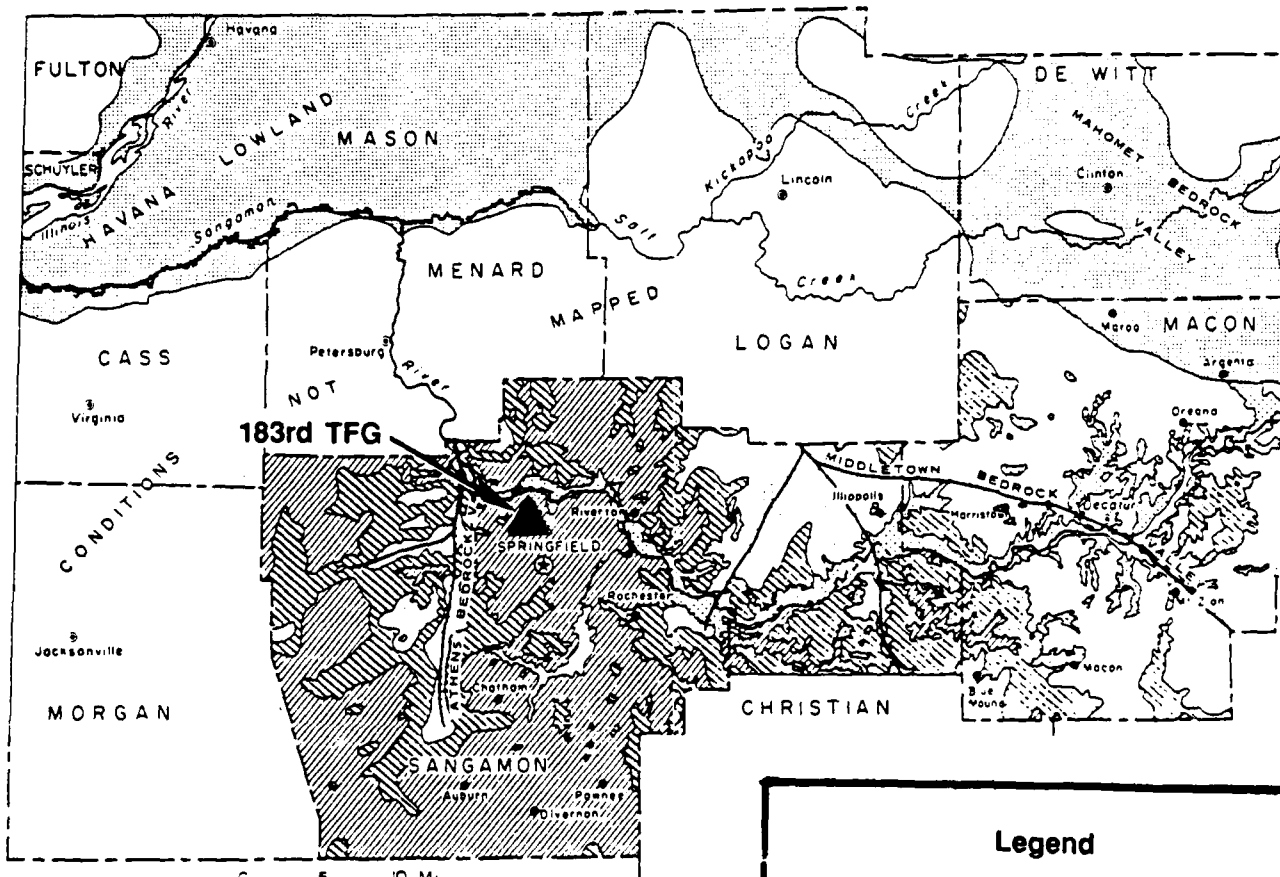 Havana
FULTON
DE WITT
River
LOWLAND
MASON
Creek
MAHOMET
SCHUYLER
Kickapoo
Lincoln
Clinton
BEDROCK
HAVANA
Illinois
Sangamon
Salt
VALLEY
MENARD
Creek
MAPPED
Maroa
MACON
CASS
Petersburg
River
LOGAN
Argenta
NOT
Virginia
Oreana
183rd TFG
CONDITIONS
MIDDLETOWN
BEDROCK
Illiopolis
Decatur
Riverton
SPRINGFIELD
Rochester
Mt Zion
ATHENS BEDROCK
Jacksonville
Macon
Chatham
Blue
Mound
MORGAN
CHRISTIAN
SANGAMON
Auburn
Pawnee
Divernon
Legend